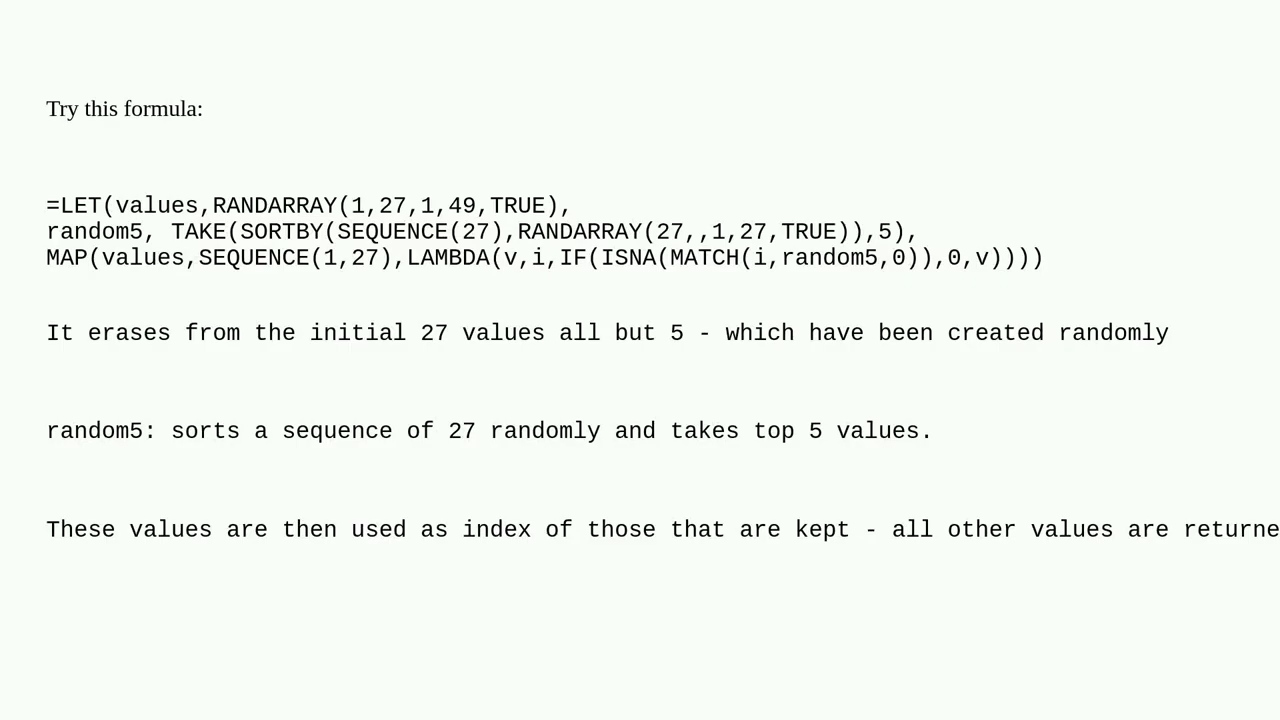 Try this formula:
=LET(values,RANDARRAY(1,27,1,49,TRUE),
random5, TAKE(SORTBY(SEQUENCE(27),RANDARRAY(27,,1,27,TRUE)),5),
MAP(values,SEQUENCE(1,27),LAMBDA(v,i,IF(ISNA(MATCH(i,random5,0)),0,v))))
It erases from the initial 27 values all but 5 - which have been created randomly
random5: sorts a sequence of 27 randomly and takes top 5 values.
These values are then used as index of those that are kept - all other values are returne